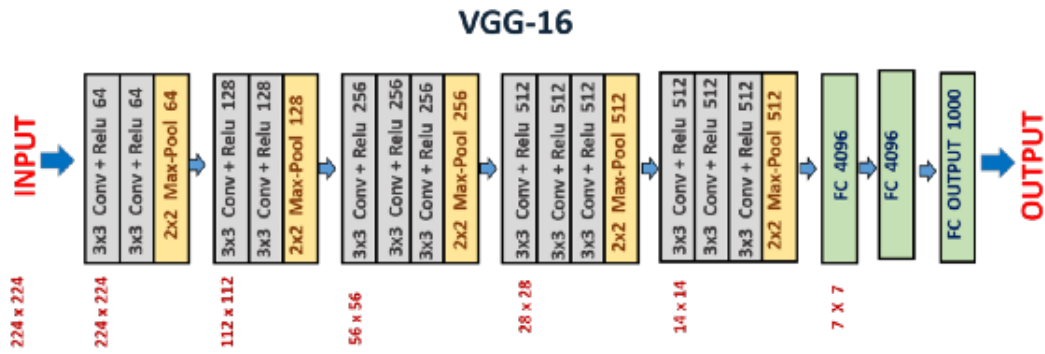 VGG-16
INPUT
3x3 Conv + Relu 64
3x3 Conv + Relu 64
2x2 Max-Pool 64
3x3 Conv + Relu 128
3x3 Conv + Relu 128
2x2 Max-Pool 128
3x3 Conv + Relu 256
3x3 Conv + Relu 256
3x3 Conv + Relu 256
2x2 Max-Pool 256
3x3 Conv + Relu 512
3x3 Conv + Relu 512
3x3 Conv + Relu 512
2x2 Max-Pool 512
3x3 Conv + Relu 512
3x3 Conv + Relu 512
3x3 Conv + Relu 512
2x2 Max-Pool 512
FC 4096
FC 4096
FC OUTPUT 1000
OUTPUT
224 x 224
224 x 224
112 x 112
56 x 56
28 x 28
14 x 14
7 X 7